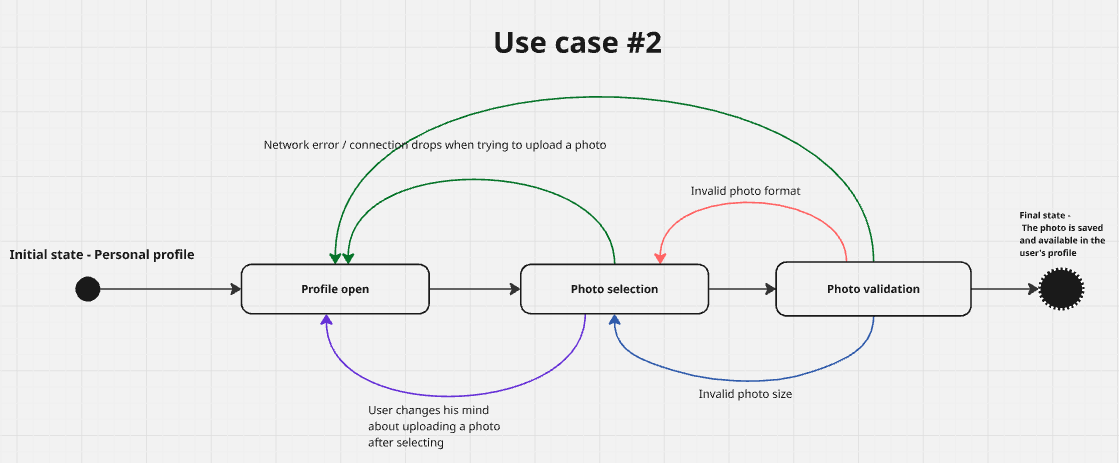 Use case #2
Network error / connection drops when trying to upload a photo
Invalid photo format
Final state -
The photo is saved
and available in the
user's profile
Initial state - Personal profile
Profile open
Photo selection
Photo validation
Invalid photo size
User changes his mind
about uploading a photo
after selecting